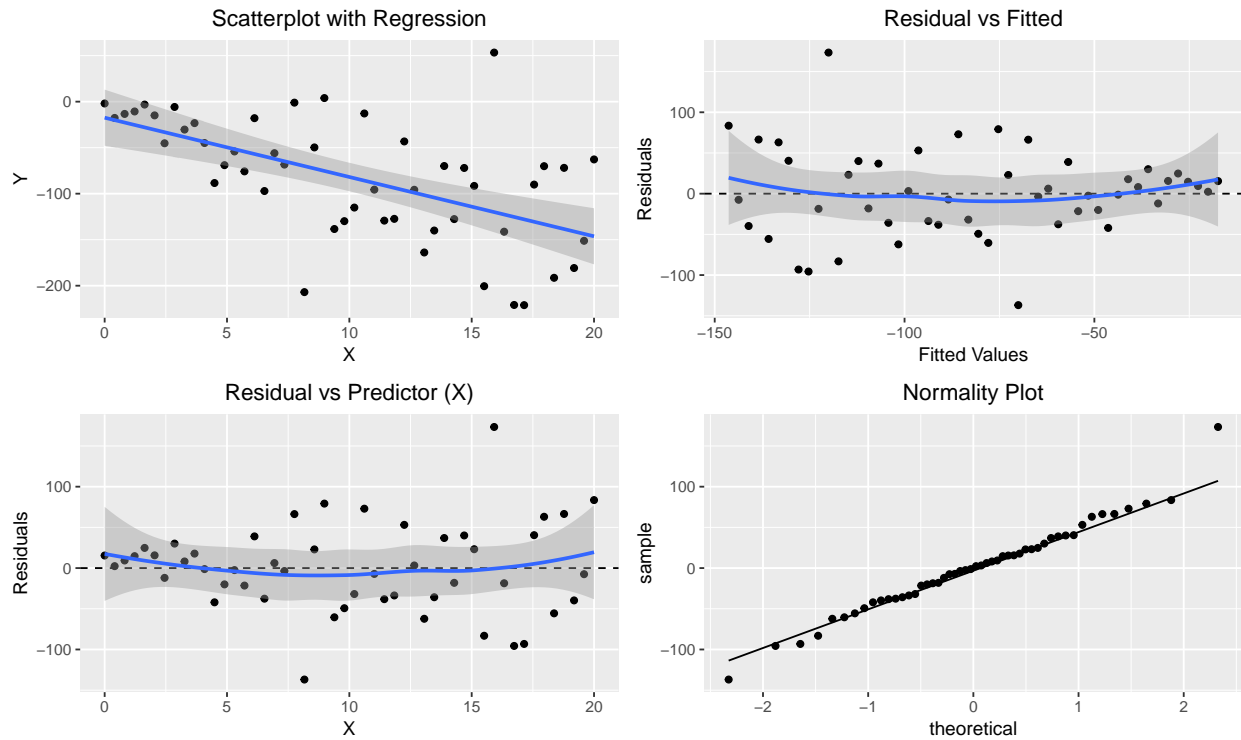 Scatterplot with Regression
0
−100
−200
Y
0
5
10
15
20
X
Residual vs Fitted
100
0
−100
Residuals
−150
−100
−50
Fitted Values
Residual vs Predictor (X)
100
0
−100
Residuals
0
5
10
15
20
X
Normality Plot
100
0
−100
sample
−2
−1
0
1
2
theoretical